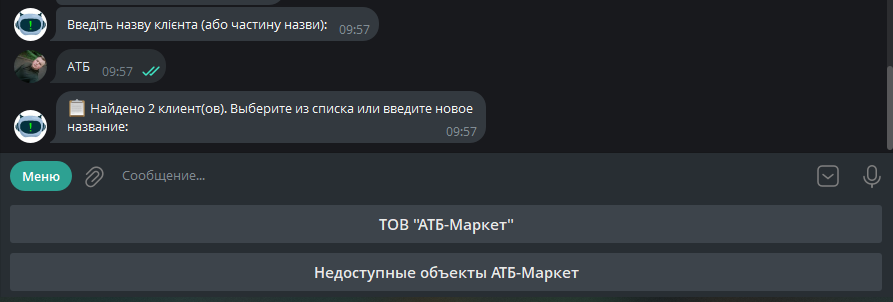 Введіть назву клієнта (або частину назви):
09:57
АТБ
09:57
Найдено 2 клиент(ов). Выберите из списка или введите новое
название:
09:57
Меню
Сообщение...
ТОВ "АТБ-Маркет"
Недоступные объекты АТБ-Маркет